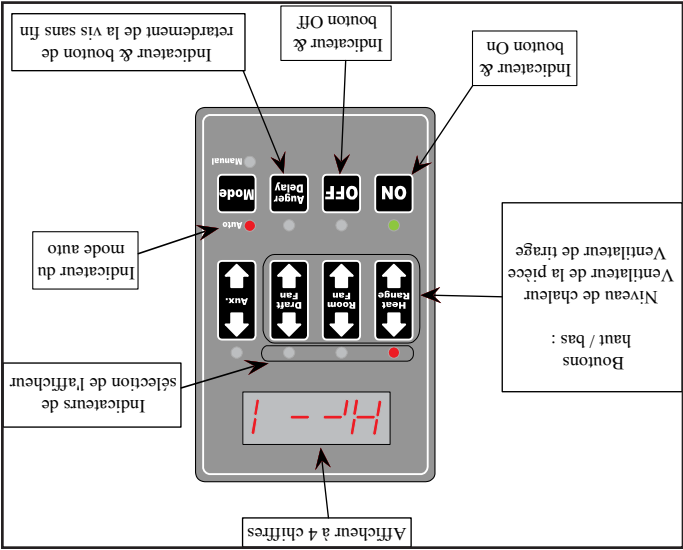 Afficheur à 4 chiffres
H - - 1
Indicateurs de
sélection de l'afficheur
Boutons
haut / bas :
Niveau de chaleur
Ventilateur de la pièce
Ventilateur de tirage
Heat
Range
Room
Fan
Draft
Fan
Aux.
Indicateur du
mode auto
Auto
ON
OFF
Auger
Delay
Mode
Manual
Indicateur &
bouton On
Indicateur &
bouton Off
Indicateur & bouton de
retardement de la vis sans fin